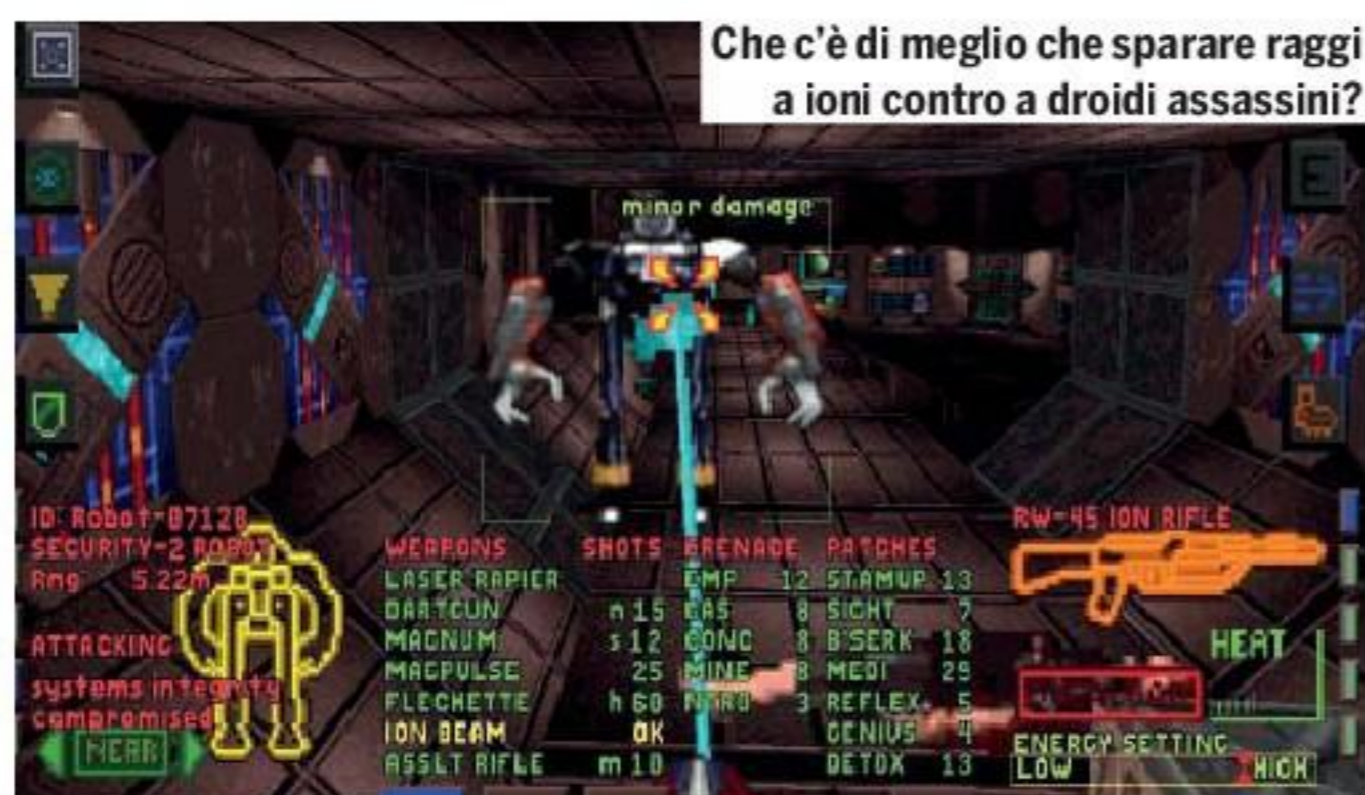 Che c'è di meglio che sparare raggi
a ioni contro a droidi assassini?
E
minor damage
ID: Robot-87128
SECURITY-2 ROBOT
Rng 5.22m
ATTACKING
systems integrity
compromised
NEAR
WEAPONS SHOTS GRENADE PATCHES
LASER RAPIER EMP 12 STAMUP 13
DARTGUN n 15 GAS 8 SIGHT 7
MAGNUM s 12 CONC 8 B'SERK 18
MAGPULSE 25 MINE 8 MEDI 29
FLECHETTE h 60 NITRO 3 REFLEX 5
ION BEAM OK GENIUS 4
ASSLT RIFLE m 10 DETOX 13
RW-45 ION RIFLE
HEAT
ENERGY SETTING
LOW HIGH